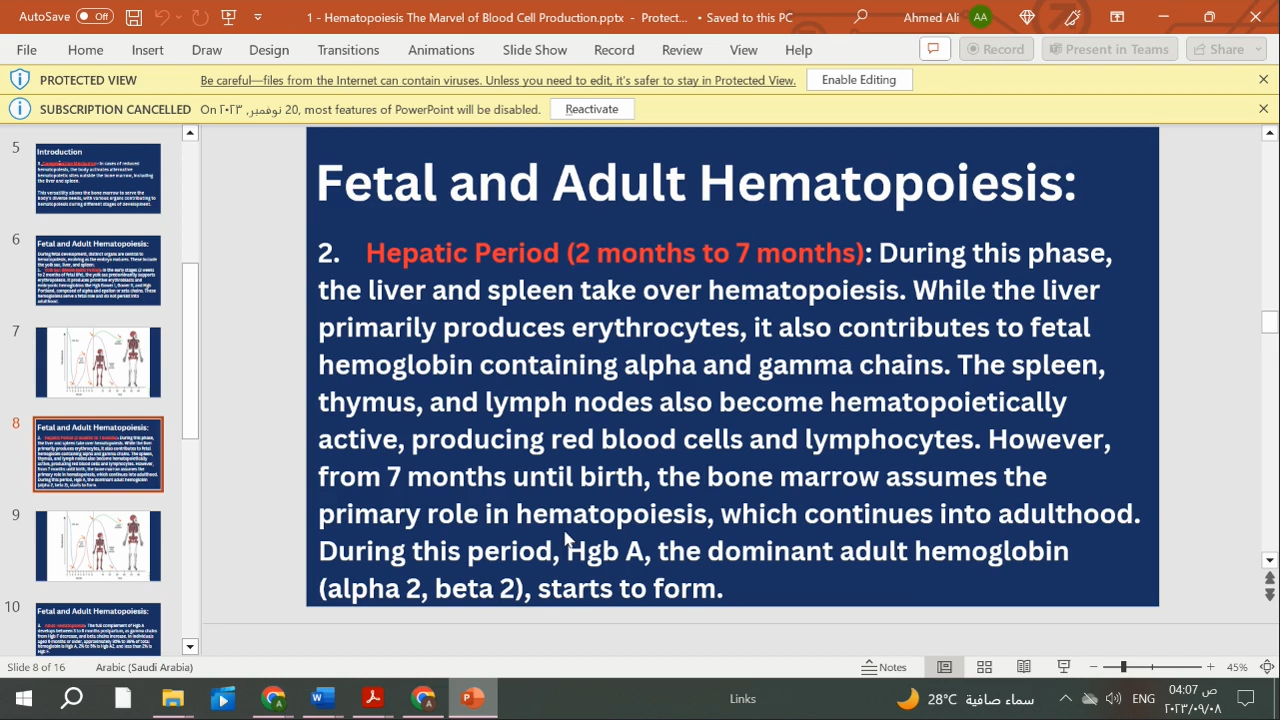 AutoSave Off
1 - Hematopoiesis The Marvel of Blood Cell Production.pptx - Protect... • Saved to this PC
Ahmed Ali AA
File Home Insert Draw Design Transitions Animations Slide Show Record Review View Help
Record Present in Teams Share
PROTECTED VIEW Be careful—files from the Internet can contain viruses. Unless you need to edit, it's safer to stay in Protected View. Enable Editing
SUBSCRIPTION CANCELLED On ٢٠٢٣ ,نوفمبر 20, most features of PowerPoint will be disabled. Reactivate
5
Introduction
6
Fetal and Adult Hematopoiesis:
7
8
Fetal and Adult Hematopoiesis:
9
10
Fetal and Adult Hematopoiesis:
Fetal and Adult Hematopoiesis:
2. Hepatic Period (2 months to 7 months): During this phase,
the liver and spleen take over hematopoiesis. While the liver
primarily produces erythrocytes, it also contributes to fetal
hemoglobin containing alpha and gamma chains. The spleen,
thymus, and lymph nodes also become hematopoietically
active, producing red blood cells and lymphocytes. However,
from 7 months until birth, the bone marrow assumes the
primary role in hematopoiesis, which continues into adulthood.
During this period, Hgb A, the dominant adult hemoglobin
(alpha 2, beta 2), starts to form.
Slide 8 of 16 Arabic (Saudi Arabia) Notes 45%
Links 28°C سماء صافية ENG 04:07 ص
٢٠٢٣/٠٩/٠٨